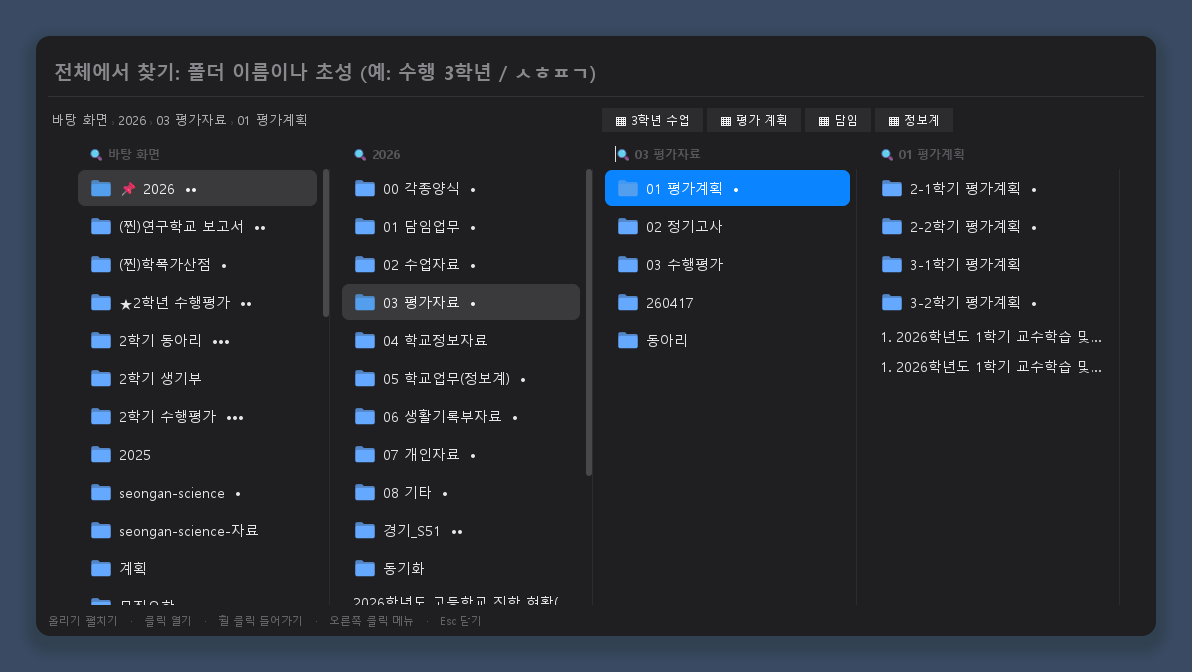 전체에서 찾기: 폴더 이름이나 초성 (예: 수행 3학년 / ㅅㅎㅍㄱ)
바탕 화면 › 2026 › 03 평가자료 › 01 평가계획
▦ 3학년 수업
▦ 평가 계획
▦ 담임
▦ 정보계
바탕 화면
2026
(찐)연구학교 보고서
(찐)학폭가산점
★2학년 수행평가
2학기 동아리
2학기 생기부
2학기 수행평가
2025
seongan-science
seongan-science-자료
계획
2026
00 각종양식
01 담임업무
02 수업자료
03 평가자료
04 학교정보자료
05 학교업무(정보계)
06 생활기록부자료
07 개인자료
08 기타
경기_S51
동기화
2026학년도 고등학교 진학 현황(
03 평가자료
01 평가계획
02 정기고사
03 수행평가
260417
동아리
01 평가계획
2-1학기 평가계획
2-2학기 평가계획
3-1학기 평가계획
3-2학기 평가계획
1. 2026학년도 1학기 교수학습 및...
1. 2026학년도 1학기 교수학습 및...
올리기 펼치기 · 클릭 열기 · 휠 클릭 들어가기 · 오른쪽 클릭 메뉴 · Esc 닫기